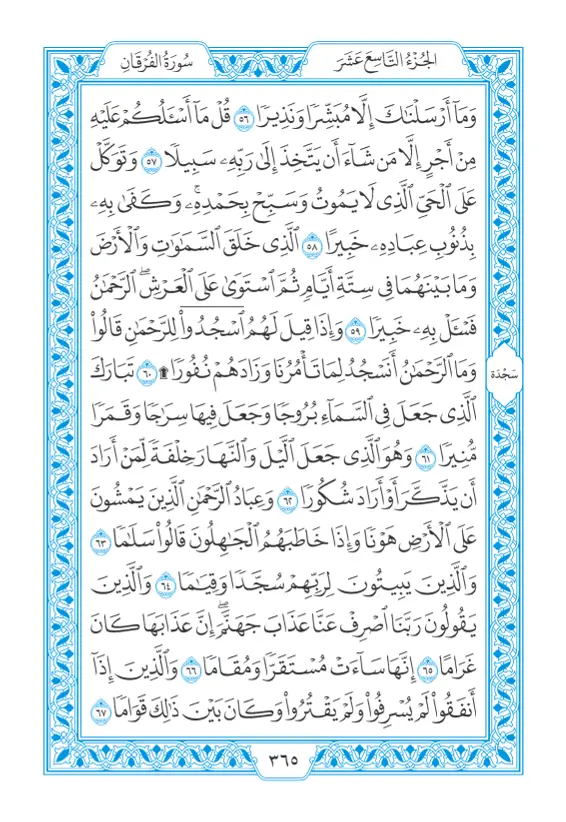 الجُزْءُ التَّاسِعَ عَشَرَ
سُورَةُ الفُرْقَانِ
وَمَآ أَرْسَلْنَٰكَ إِلَّا مُبَشِّرًا وَنَذِيرًا ٥٦ قُلْ مَآ أَسْـَٔلُكُمْ عَلَيْهِ
مِنْ أَجْرٍ إِلَّا مَن شَآءَ أَن يَتَّخِذَ إِلَىٰ رَبِّهِۦ سَبِيلًا ٥٧ وَتَوَكَّلْ
عَلَى ٱلْحَىِّ ٱلَّذِى لَا يَمُوتُ وَسَبِّحْ بِحَمْدِهِۦۚ وَكَفَىٰ بِهِۦ
بِذُنُوبِ عِبَادِهِۦ خَبِيرًا ٥٨ ٱلَّذِى خَلَقَ ٱلسَّمَٰوَٰتِ وَٱلْأَرْضَ
وَمَا بَيْنَهُمَا فِى سِتَّةِ أَيَّامٍ ثُمَّ ٱسْتَوَىٰ عَلَى ٱلْعَرْشِۖ ٱلرَّحْمَٰنُ
فَسْـَٔلْ بِهِۦ خَبِيرًا ٥٩ وَإِذَا قِيلَ لَهُمُ ٱسْجُدُوا۟ لِلرَّحْمَٰنِ قَالُوا۟
وَمَا ٱلرَّحْمَٰنُ أَنَسْجُدُ لِمَا تَأْمُرُنَا وَزَادَهُمْ نُفُورًا ۩ ٦٠ تَبَارَكَ
سَجْدَة
ٱلَّذِى جَعَلَ فِى ٱلسَّمَآءِ بُرُوجًا وَجَعَلَ فِيهَا سِرَٰجًا وَقَمَرًا
مُّنِيرًا ٦١ وَهُوَ ٱلَّذِى جَعَلَ ٱلَّيْلَ وَٱلنَّهَارَ خِلْفَةً لِّمَنْ أَرَادَ
أَن يَذَّكَّرَ أَوْ أَرَادَ شُكُورًا ٦٢ وَعِبَادُ ٱلرَّحْمَٰنِ ٱلَّذِينَ يَمْشُونَ
عَلَى ٱلْأَرْضِ هَوْنًا وَإِذَا خَاطَبَهُمُ ٱلْجَٰهِلُونَ قَالُوا۟ سَلَٰمًا ٦٣
وَٱلَّذِينَ يَبِيتُونَ لِرَبِّهِمْ سُجَّدًا وَقِيَٰمًا ٦٤ وَٱلَّذِينَ
يَقُولُونَ رَبَّنَا ٱصْرِفْ عَنَّا عَذَابَ جَهَنَّمَۖ إِنَّ عَذَابَهَا كَانَ
غَرَامًا ٦٥ إِنَّهَا سَآءَتْ مُسْتَقَرًّا وَمُقَامًا ٦٦ وَٱلَّذِينَ إِذَآ
أَنفَقُوا۟ لَمْ يُسْرِفُوا۟ وَلَمْ يَقْتُرُوا۟ وَكَانَ بَيْنَ ذَٰلِكَ قَوَامًا ٦٧
٣٦٥